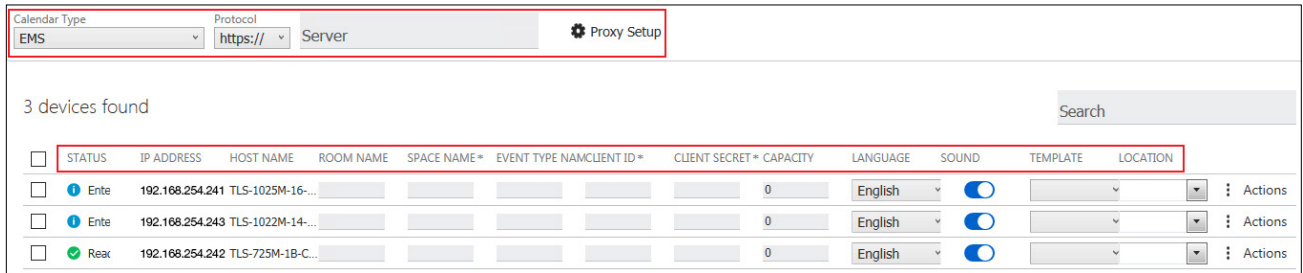 Calendar Type Protocol
EMS https:// Server Proxy Setup
3 devices found
Search
STATUS IP ADDRESS HOST NAME ROOM NAME SPACE NAME* EVENT TYPE NAMCLIENT ID* CLIENT SECRET* CAPACITY LANGUAGE SOUND TEMPLATE LOCATION
Ente 192.168.254.241 TLS-1025M-16-... 0 English Actions
Ente 192.168.254.243 TLS-1022M-14-... 0 English Actions
Reac 192.168.254.242 TLS-725M-1B-C... 0 English Actions